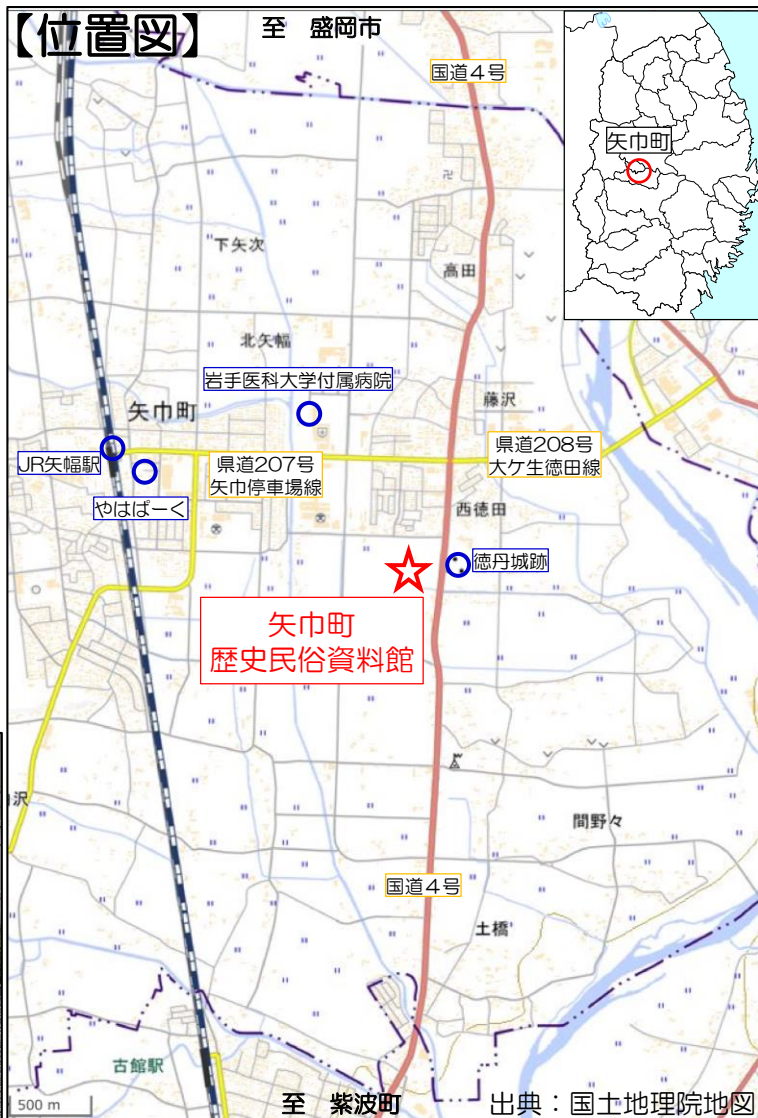 【位置図】
至 盛岡市
国道4号
矢巾町
下矢次
高田
北矢幅
岩手医科大学付属病院
藤沢
矢巾町
JR矢幅駅
県道207号
矢巾停車場線
県道208号
大ケ生徳田線
やはぱーく
西徳田
徳丹城跡
矢巾町
歴史民俗資料館
沢
間野々
国道4号
土橋
古館駅
500 m
至 紫波町
出典：国土地理院地図